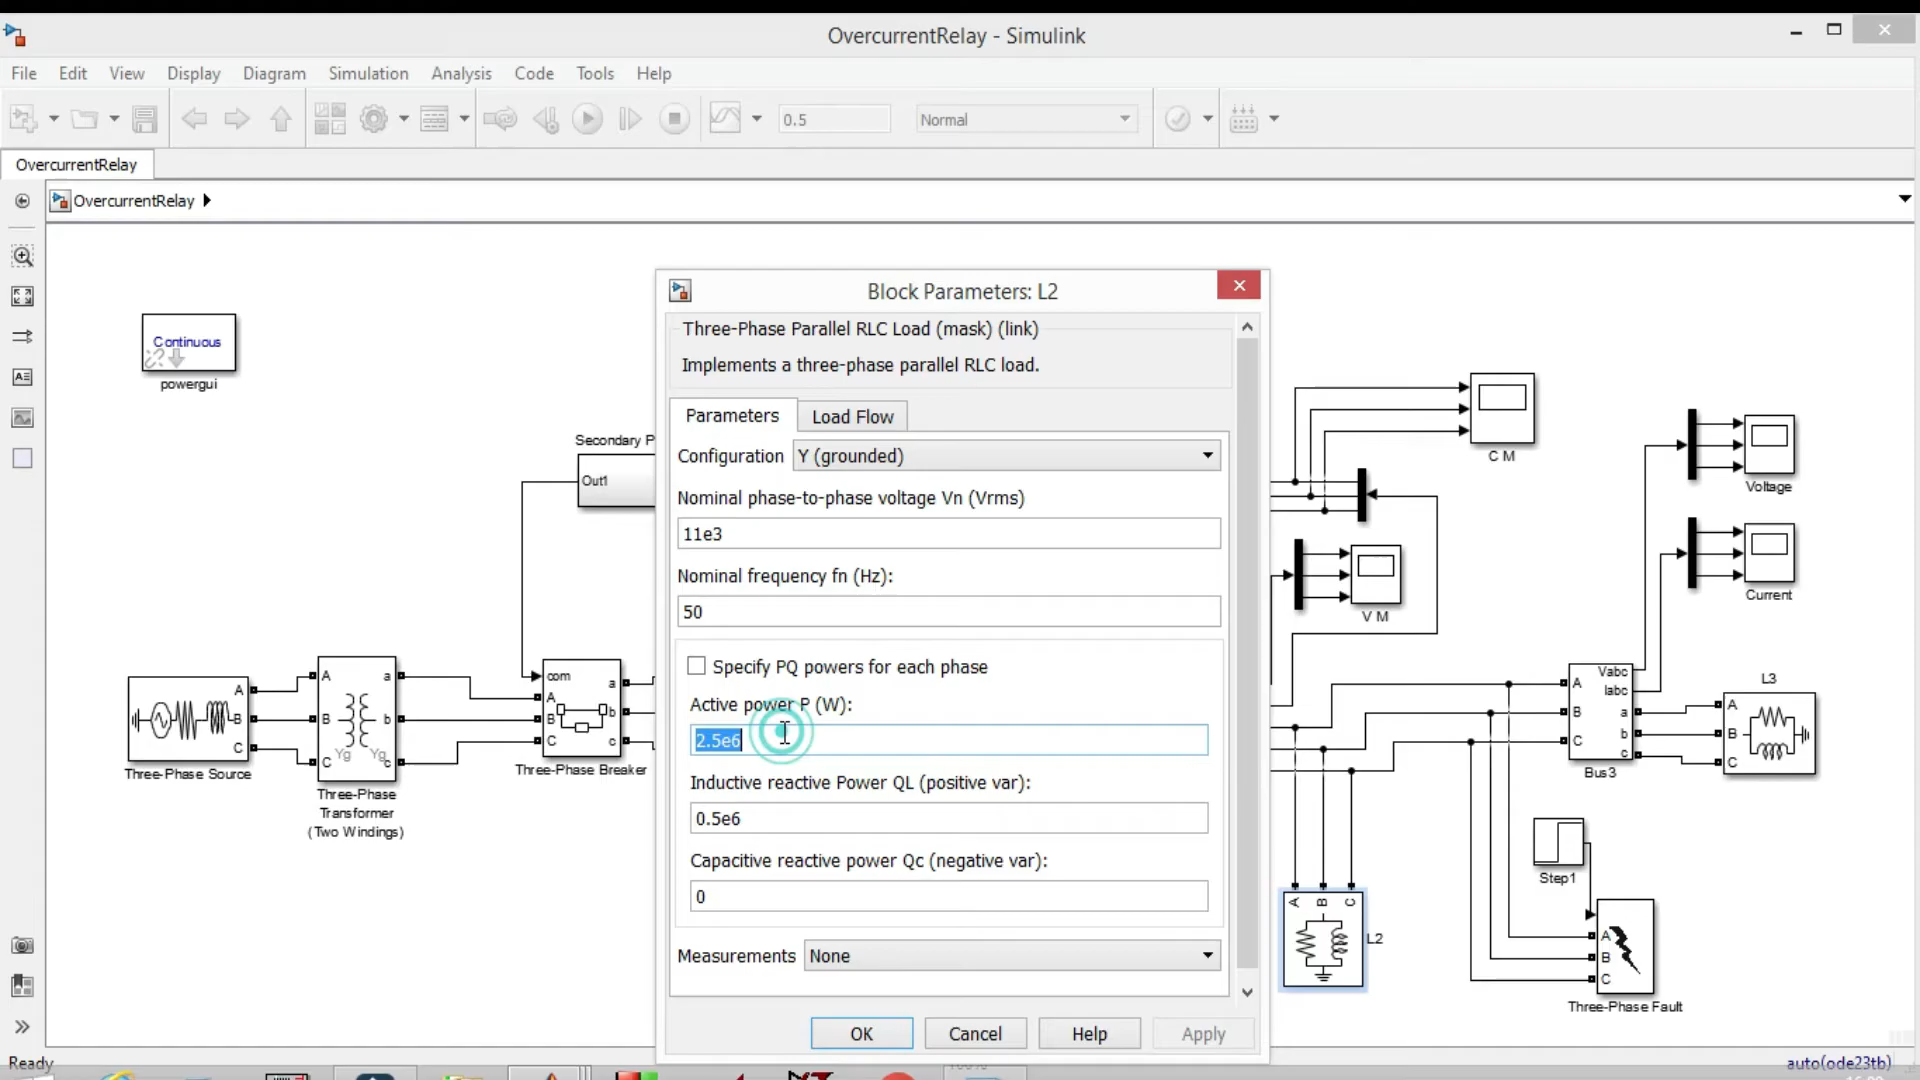 OvercurrentRelay - Simulink
File Edit View Display Diagram Simulation Analysis Code Tools Help
0.5 Normal
OvercurrentRelay
OvercurrentRelay
Continuous
powergui
Secondary P
Out1
Block Parameters: L2
Three-Phase Parallel RLC Load (mask) (link)
Implements a three-phase parallel RLC load.
Parameters Load Flow
Configuration Y (grounded)
Nominal phase-to-phase voltage Vn (Vrms)
11e3
Nominal frequency fn (Hz):
50
Specify PQ powers for each phase
Active power P (W):
2.5e6
Inductive reactive Power QL (positive var):
0.5e6
Capacitive reactive power Qc (negative var):
0
Measurements None
OK Cancel Help Apply
A
B
C
Three-Phase Source
A a
B b
C c
Yg Yg
Three-Phase
Transformer
(Two Windings)
com
A a
B b
C c
Three-Phase Breaker
C M
V M
Voltage
Current
Vabc
A Iabc
B a
C b
c
Bus3
L3
A
B
C
Step1
A B C
L2
A
B
C
Three-Phase Fault
Ready
auto(ode23tb)